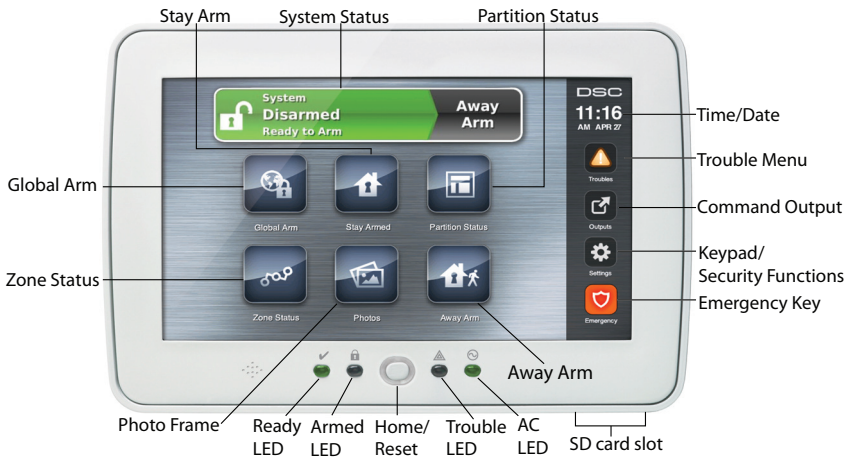 Stay Arm
System Status
Partition Status
System
Disarmed
Ready to Arm
Away
Arm
DSC
11:16
AM APR 27
Time/Date
Troubles
Trouble Menu
Global Arm
Global Arm
Stay Armed
Partition Status
Outputs
Command Output
Settings
Keypad/
Security Functions
Zone Status
Zone Status
Photos
Away Arm
Emergency
Emergency Key
Away Arm
Photo Frame
Ready
LED
Armed
LED
Home/
Reset
Trouble
LED
AC
LED
SD card slot